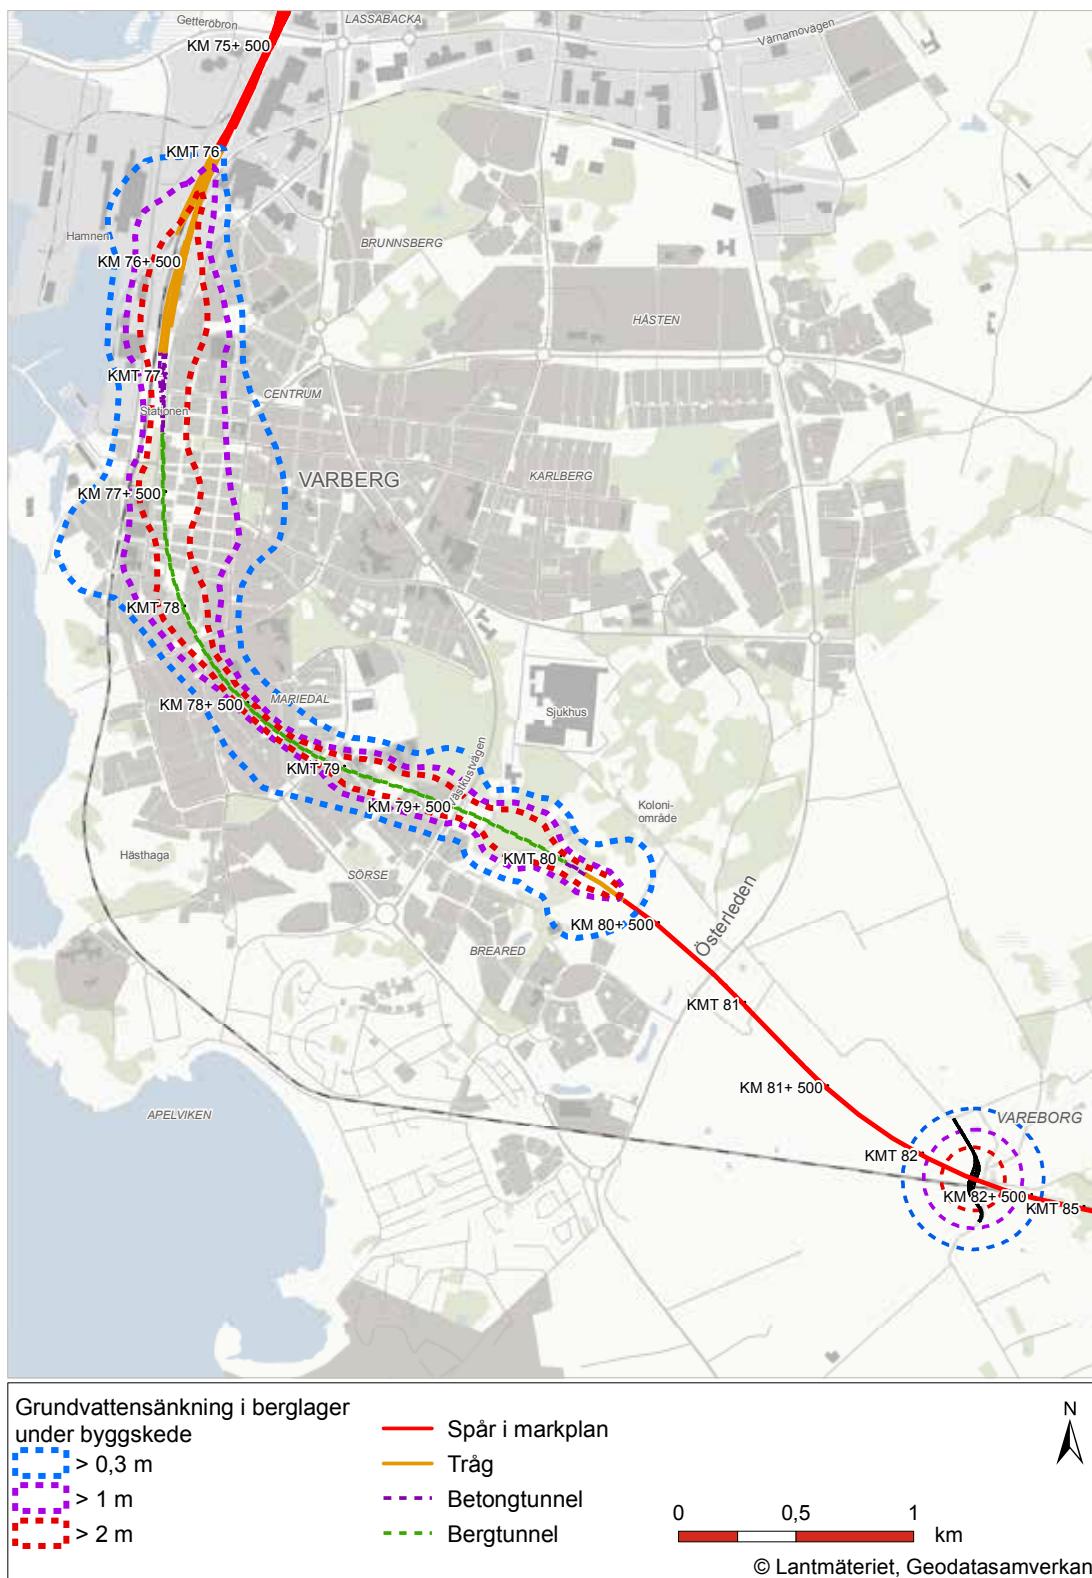 Getteröbron
LASSABACKA
Värnamovägen
KM 75+ 500
KMT 76
Hamnen
BRUNNSBERG
KM 76+ 500
HÅSTEN
KMT 77
CENTRUM
Stationen
VARBERG
KARLBERG
KM 77+ 500
KMT 78
MARIEDAL
KM 78+ 500
Sjukhus
Västkustvägen
KMT 79
KM 79+ 500
Koloni-
område
Hästhaga
KMT 80
SÖRSE
Österleden
KM 80+ 500
BREARED
KMT 81
KM 81+ 500
APELVIKEN
VAREBORG
KMT 82
KM 82+ 500
KMT 85
Grundvattensänkning i berglager
under byggskede
> 0,3 m
> 1 m
> 2 m
Spår i markplan
Tråg
Betongtunnel
Bergtunnel
N
0 0,5 1
km
© Lantmäteriet, Geodatasamverkan